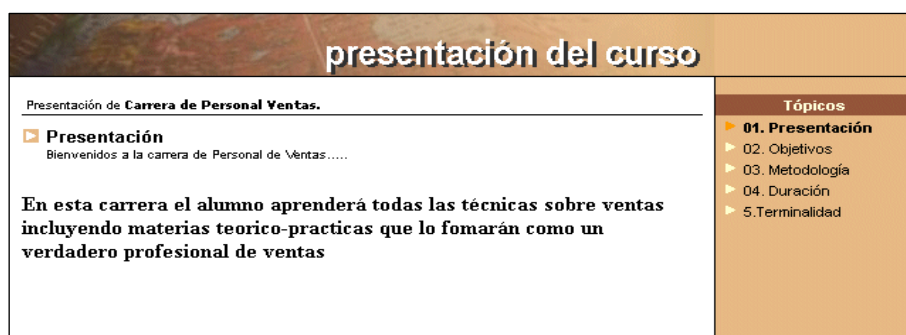 presentación del curso
Presentación de Carrera de Personal Ventas.
Presentación
Bienvenidos a la carrera de Personal de Ventas.....
En esta carrera el alumno aprenderá todas las técnicas sobre ventas
incluyendo materias teorico-practicas que lo fomarán como un
verdadero profesional de ventas
Tópicos
01. Presentación
02. Objetivos
03. Metodología
04. Duración
5.Terminalidad